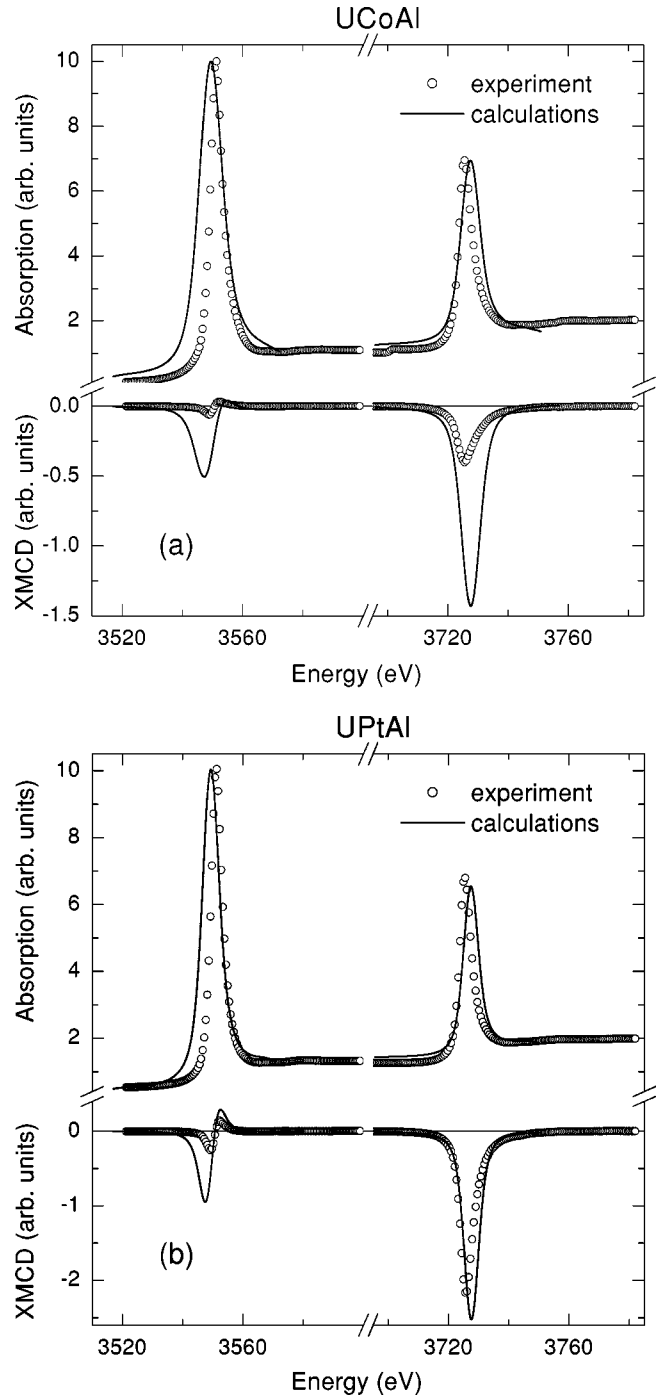 UCoAl
10
8
6
4
2
Absorption (arb. units)
experiment
calculations
0.0
-0.5
-1.0
-1.5
XMCD (arb. units)
(a)
3520
3560
3720
3760
Energy (eV)
UPtAl
10
8
6
4
2
Absorption (arb. units)
experiment
calculations
0
-1
-2
XMCD (arb. units)
(b)
3520
3560
3720
3760
Energy (eV)